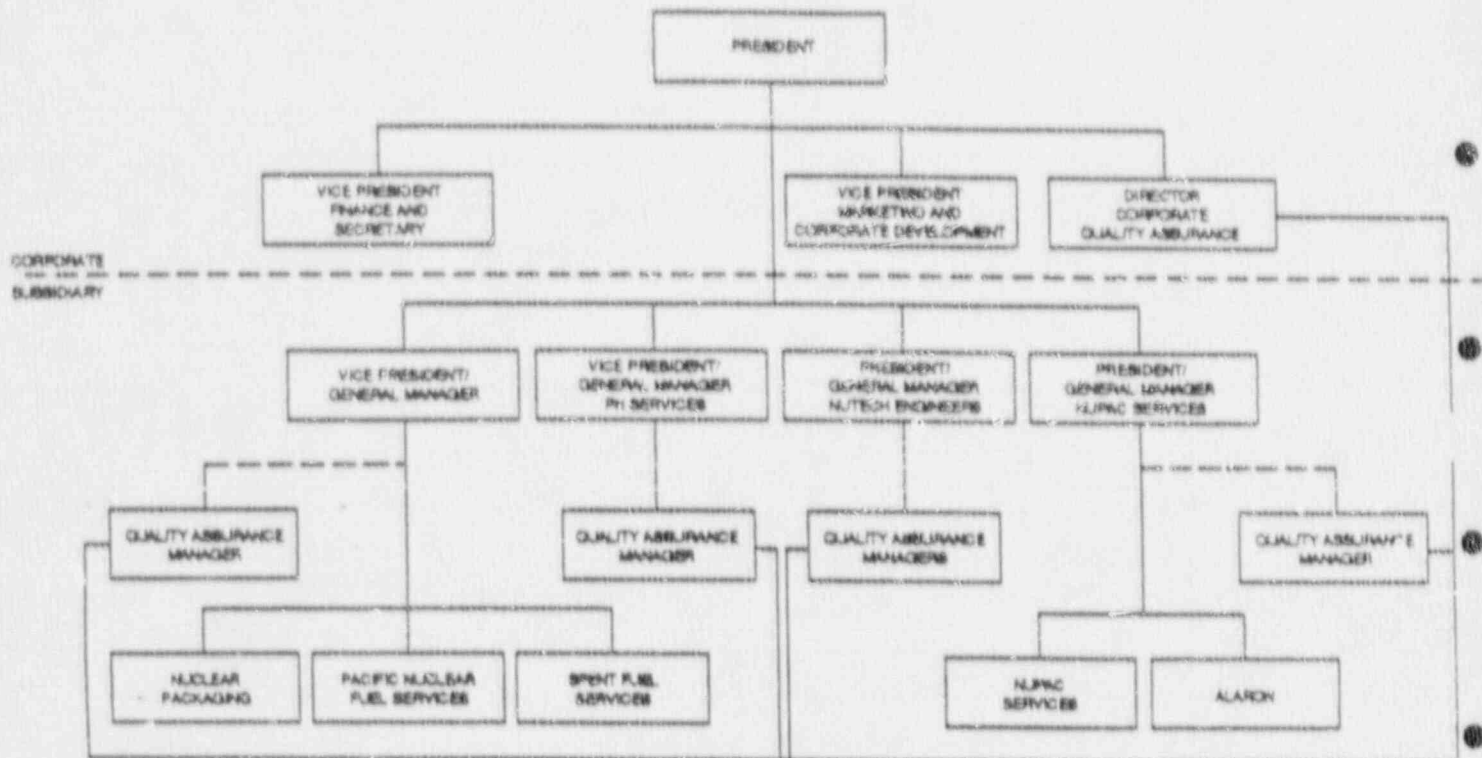 PRESIDENT
VICE PRESIDENT
FINANCE AND
SECRETARY
VICE PRESIDENT
MARKETING AND
CORPORATE DEVELOPMENT
DIRECTOR
CORPORATE
QUALITY ASSURANCE
CORPORATE
SUBSIDIARY
VICE PRESIDENT/
GENERAL MANAGER
VICE PRESIDENT/
GENERAL MANAGER
PN SERVICES
PRESIDENT/
GENERAL MANAGER
NUTECH ENGINEERS
PRESIDENT/
GENERAL MANAGER
NUPAC SERVICES
QUALITY ASSURANCE
MANAGER
QUALITY ASSURANCE
MANAGER
QUALITY ASSURANCE
MANAGERS
QUALITY ASSURANCE
MANAGER
NUCLEAR
PACKAGING
PACIFIC NUCLEAR
FUEL SERVICES
SPENT FUEL
SERVICES
NUPAC
SERVICES
ALARON